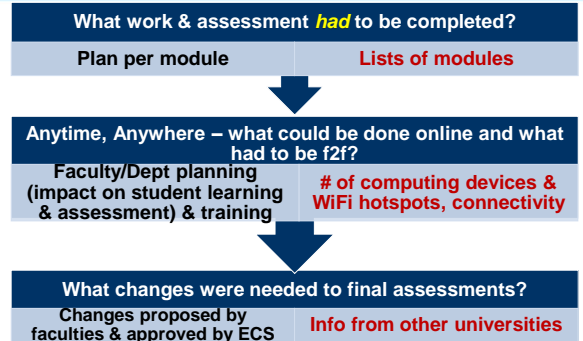 What work & assessment had to be completed?
Plan per module
Lists of modules
Anytime, Anywhere – what could be done online and what
had to be f2f?
Faculty/Dept planning
(impact on student learning
& assessment) & training
# of computing devices &
WiFi hotspots, connectivity
What changes were needed to final assessments?
Changes proposed by
faculties & approved by ECS
Info from other universities